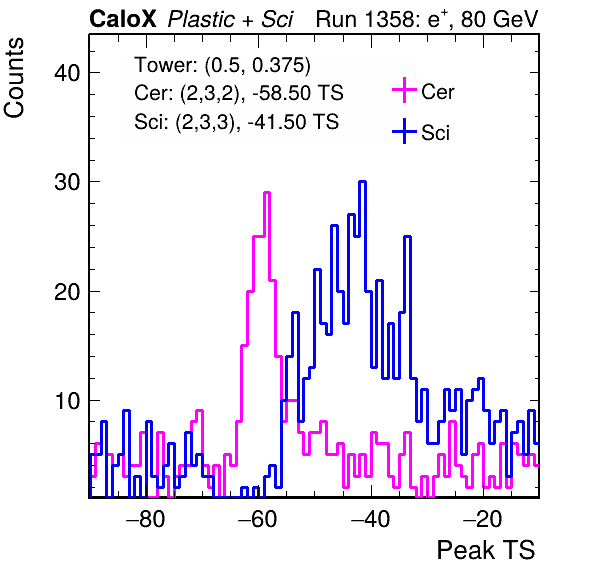 CaloX Plastic + Sci Run 1358: e⁺, 80 GeV
Counts
Tower: (0.5, 0.375)
Cer: (2,3,2), -58.50 TS
Sci: (2,3,3), -41.50 TS
Cer
Sci
40
30
20
10
−80 −60 −40 −20
Peak TS